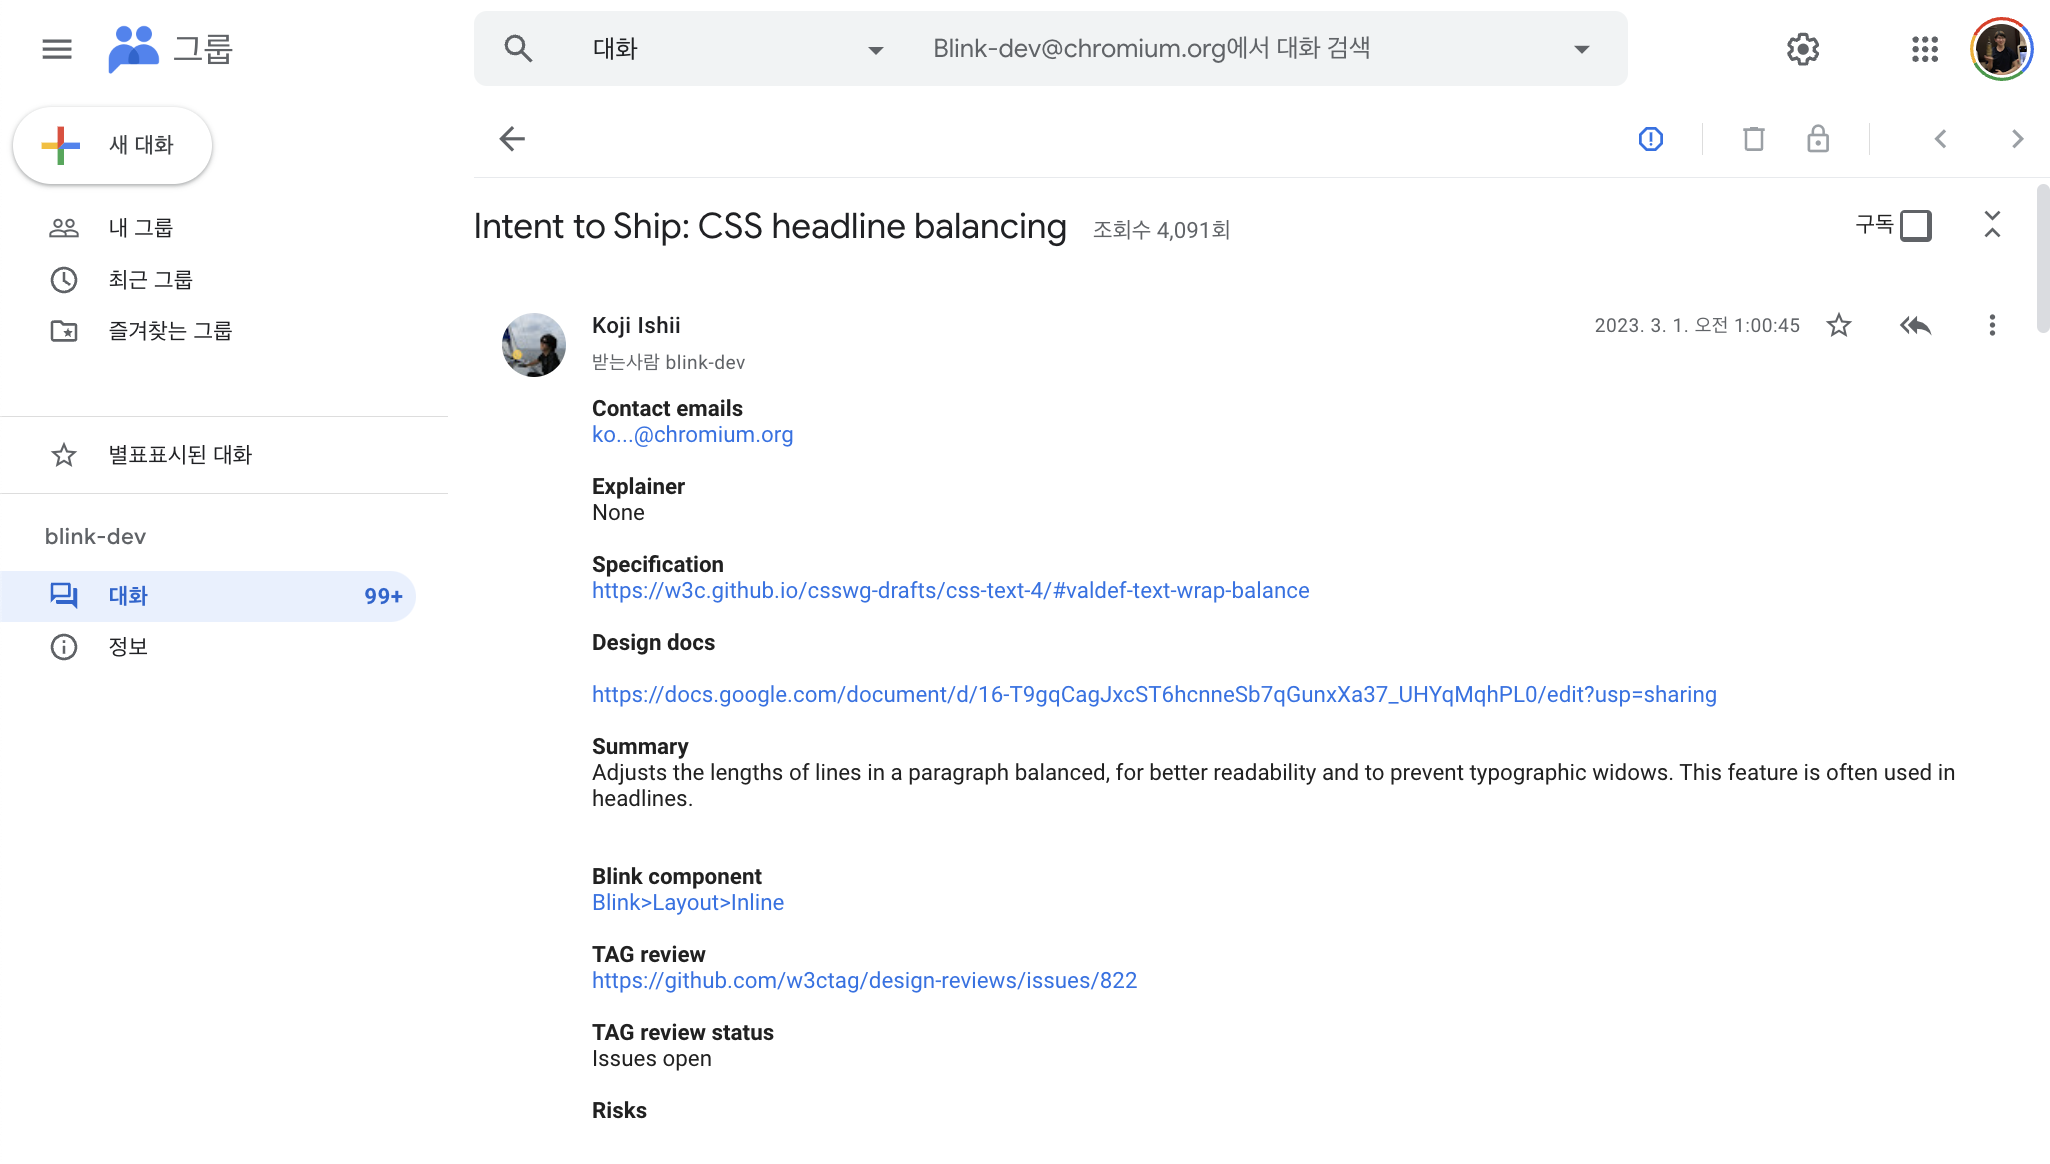 그룹
대화
Blink-dev@chromium.org에서 대화 검색
새 대화
내 그룹
최근 그룹
즐겨찾는 그룹
별표표시된 대화
blink-dev
대화 99+
정보
Intent to Ship: CSS headline balancing 조회수 4,091회
구독
Koji Ishii
2023. 3. 1. 오전 1:00:45
받는사람 blink-dev
Contact emails
ko...@chromium.org
Explainer
None
Specification
https://w3c.github.io/csswg-drafts/css-text-4/#valdef-text-wrap-balance
Design docs
https://docs.google.com/document/d/16-T9gqCagJxcST6hcnneSb7qGunxXa37_UHYqMqhPL0/edit?usp=sharing
Summary
Adjusts the lengths of lines in a paragraph balanced, for better readability and to prevent typographic widows. This feature is often used in
headlines.
Blink component
Blink>Layout>Inline
TAG review
https://github.com/w3ctag/design-reviews/issues/822
TAG review status
Issues open
Risks